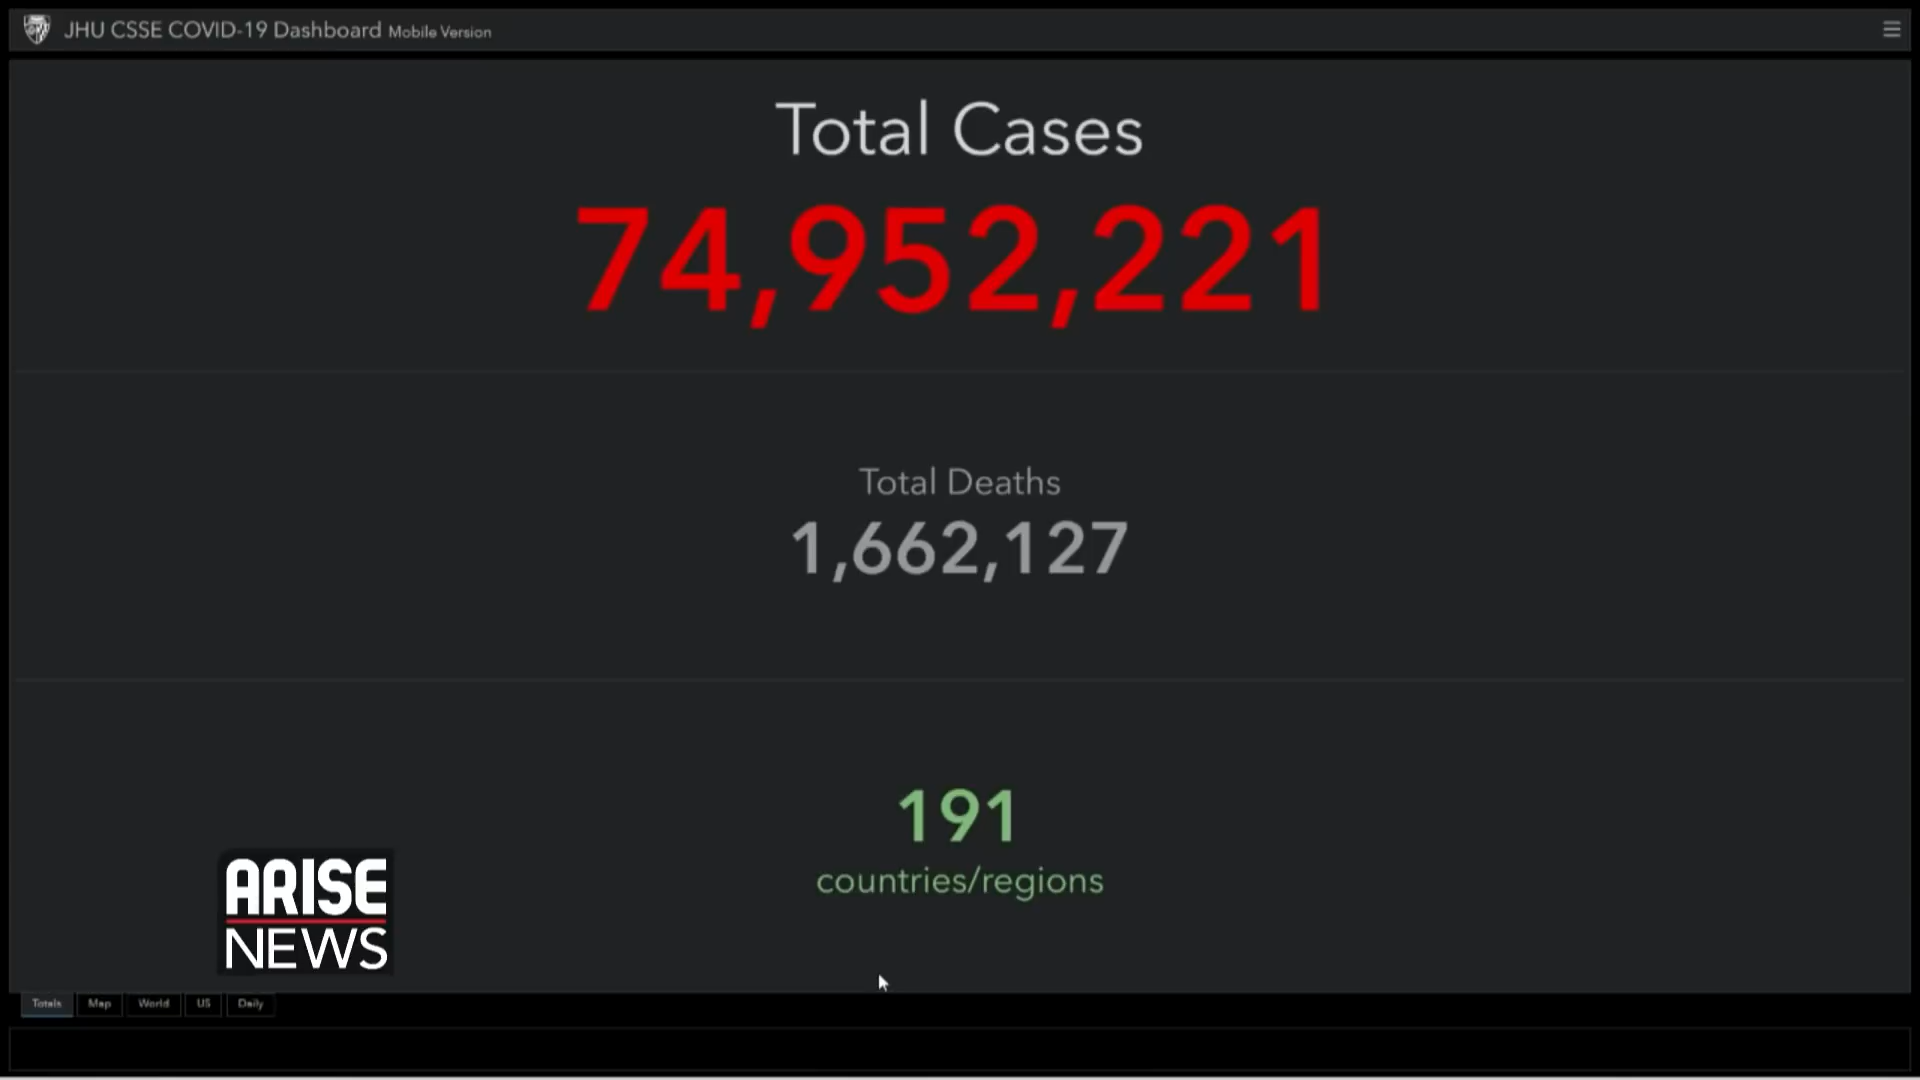 JHU CSSE COVID-19 Dashboard Mobile Version
Total Cases
74,952,221
Total Deaths
1,662,127
191
countries/regions
ARISE
NEWS
Totals Map World US Daily